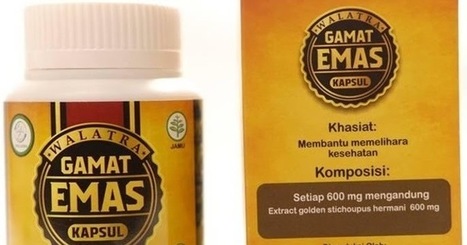 WALATRA
GAMAT
EMAS
KAPSUL
JAMU
WALATRA
GAMAT
EMAS
KAPSUL
Khasiat:
Membantu memelihara
kesehatan
Komposisi:
Setiap 600 mg mengandung
Extract golden stichoupus hermani 600 mg